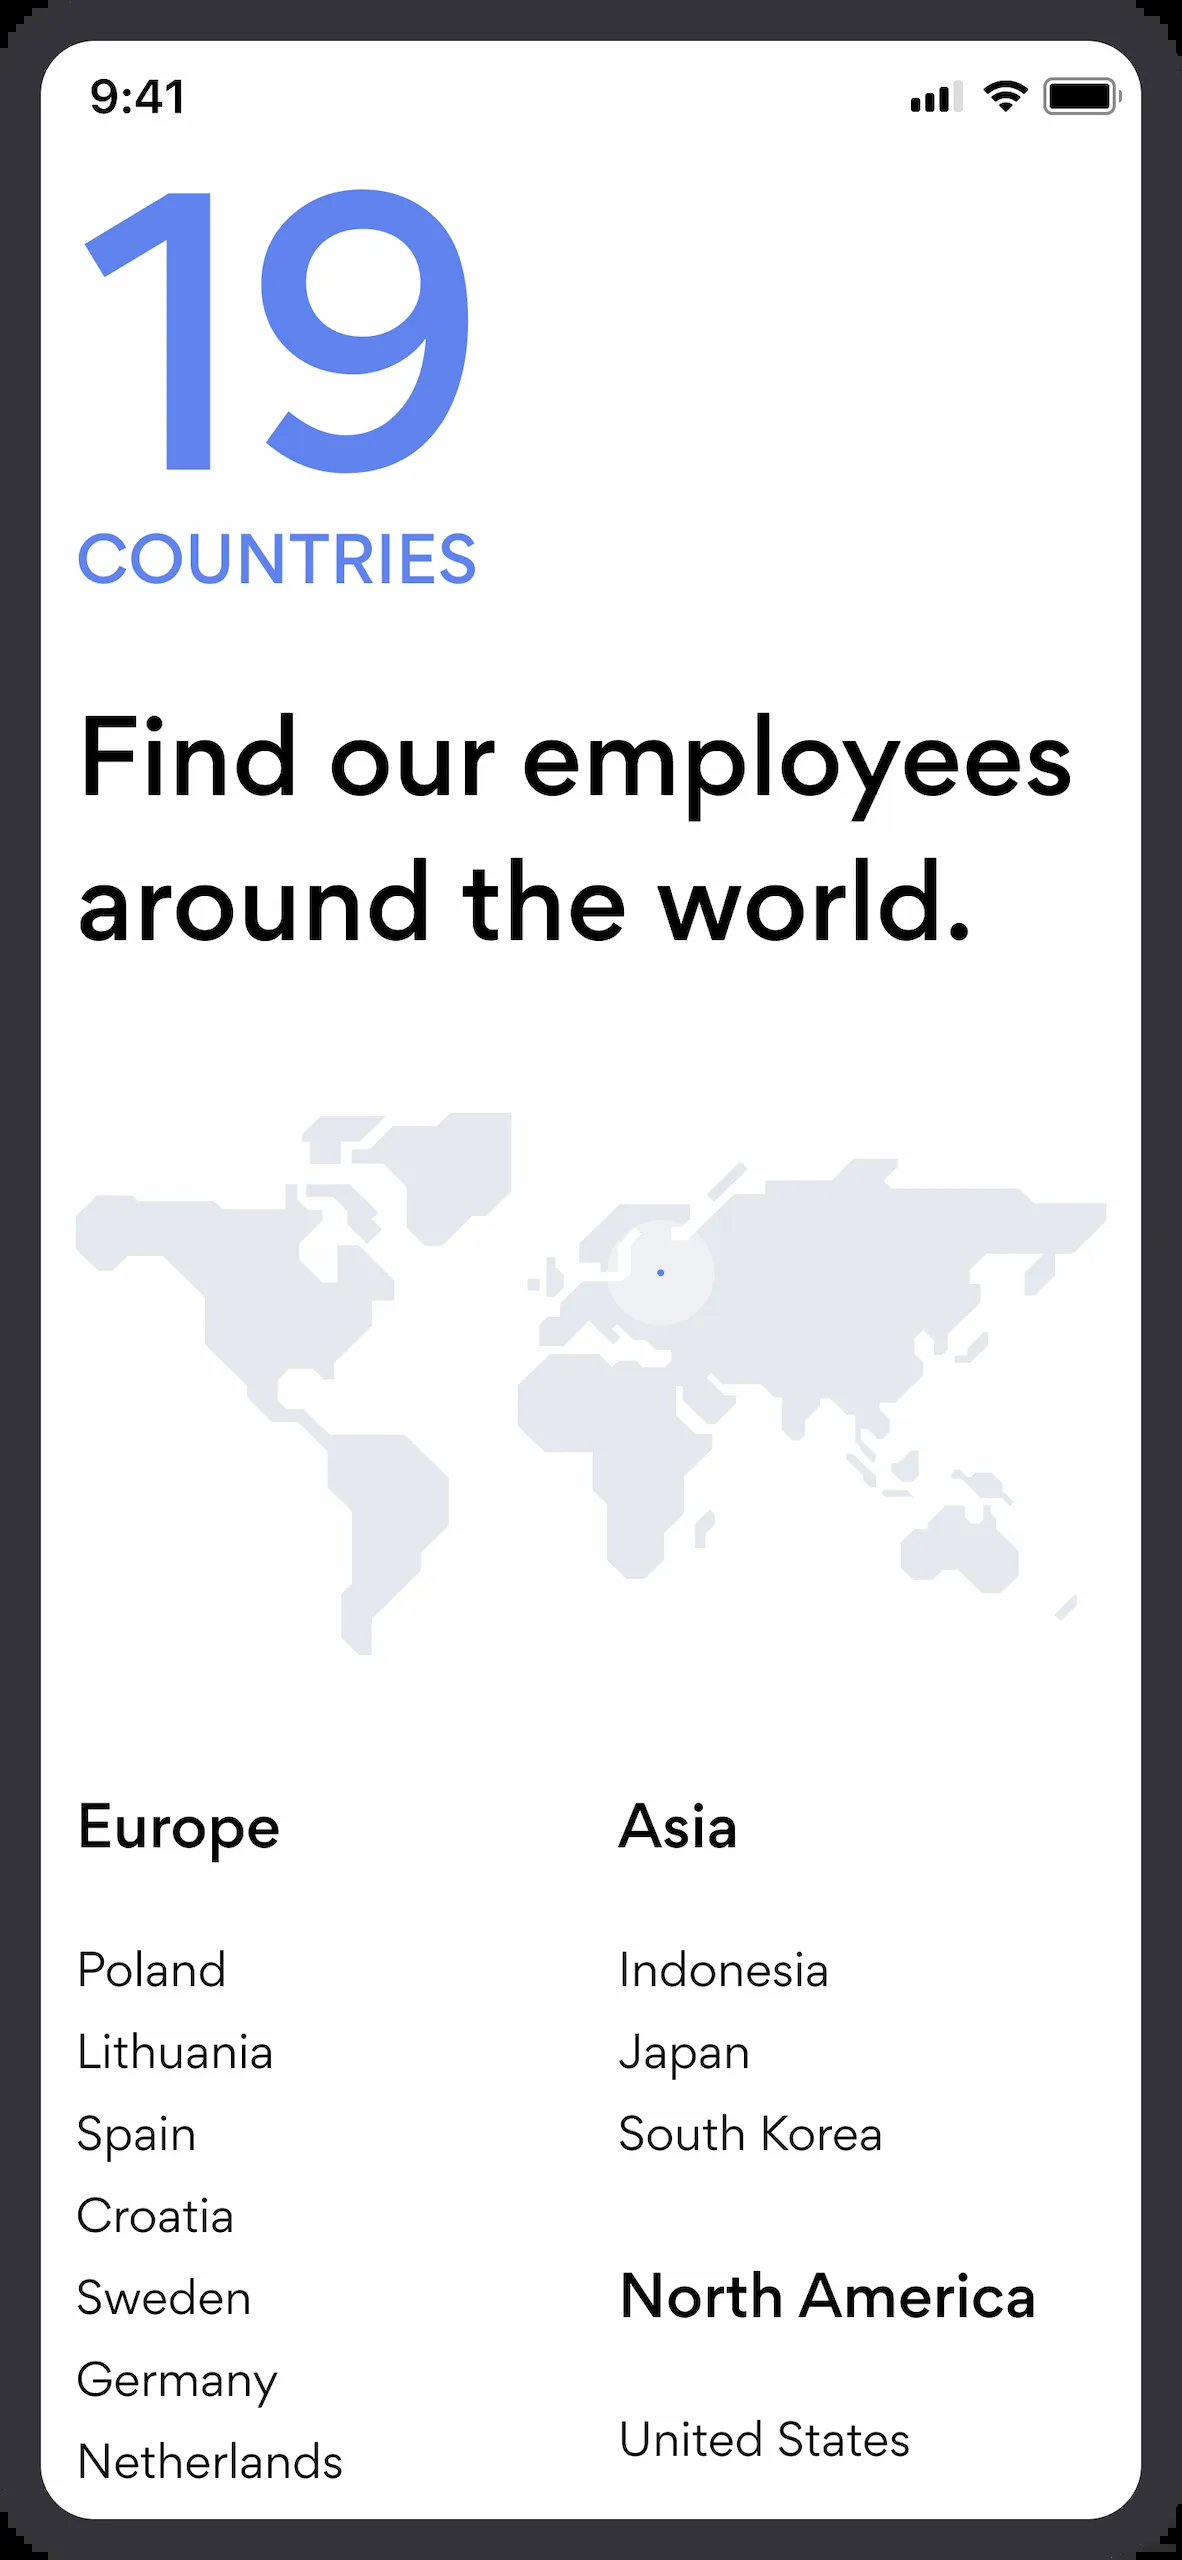 9:41
19
COUNTRIES
Find our employees
around the world.
Europe
Poland
Lithuania
Spain
Croatia
Sweden
Germany
Netherlands
Asia
Indonesia
Japan
South Korea
North America
United States